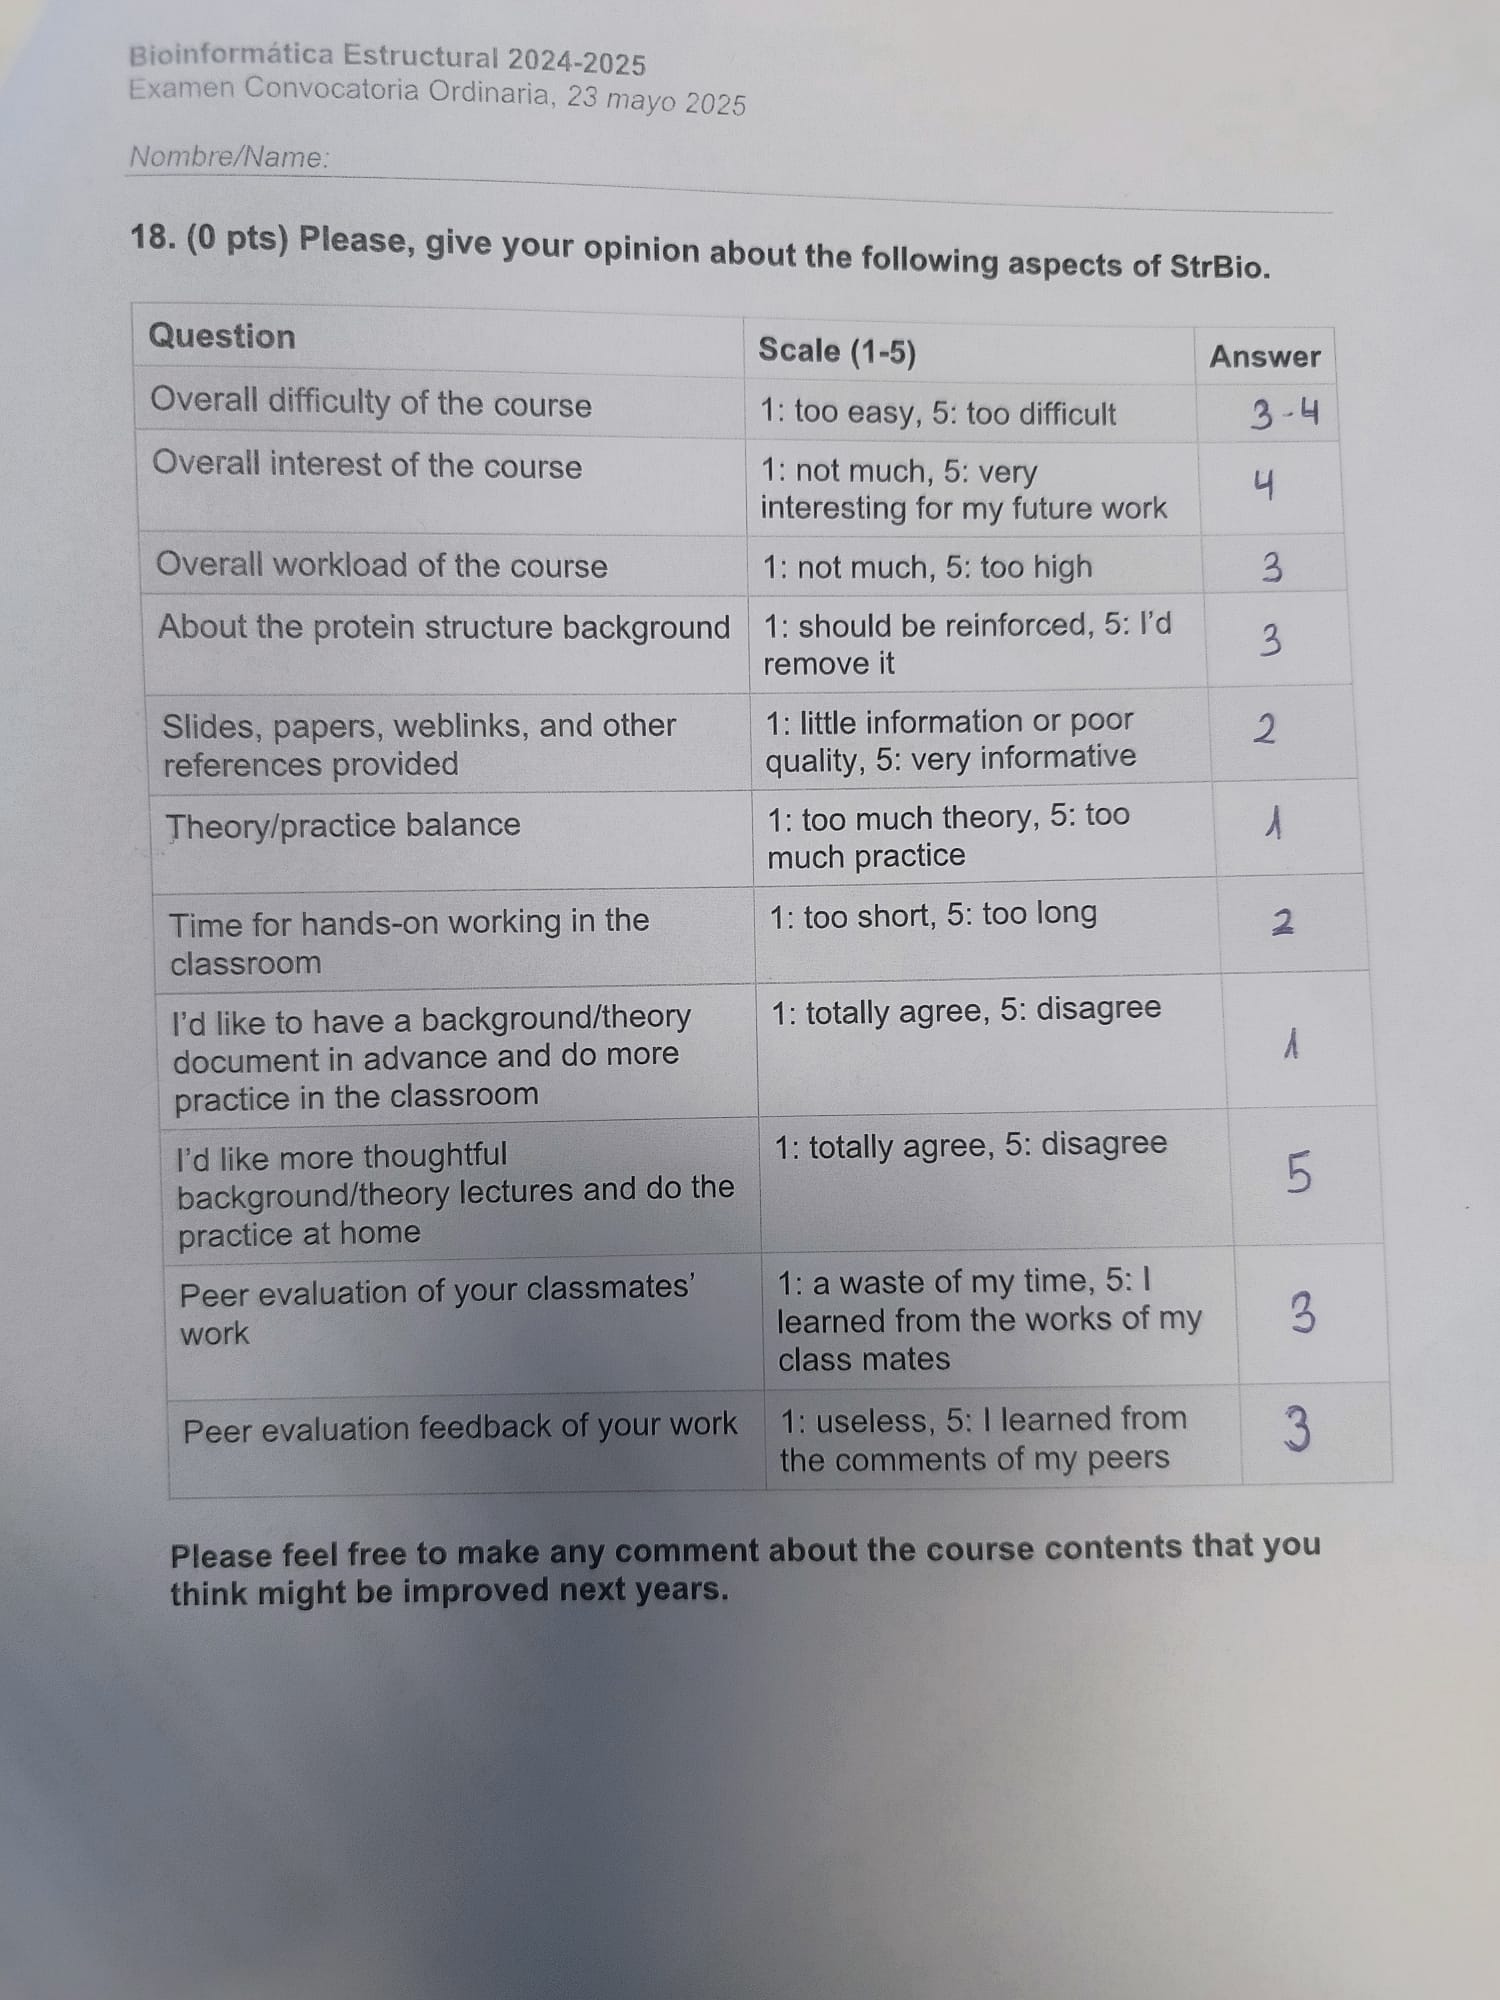 Bioinformática Estructural 2024-2025
Examen Convocatoria Ordinaria, 23 mayo 2025
Nombre/Name:
18. (0 pts) Please, give your opinion about the following aspects of StrBio.
Question Scale (1-5) Answer
Overall difficulty of the course 1: too easy, 5: too difficult 3-4
Overall interest of the course 1: not much, 5: very
interesting for my future work 4
Overall workload of the course 1: not much, 5: too high 3
About the protein structure background 1: should be reinforced, 5: I'd
remove it 3
Slides, papers, weblinks, and other
references provided
1: little information or poor
quality, 5: very informative
2
Theory/practice balance
1: too much theory, 5: too
much practice
1
Time for hands-on working in the
classroom
1: too short, 5: too long
2
I'd like to have a background/theory
document in advance and do more
practice in the classroom
1: totally agree, 5: disagree
1
I'd like more thoughtful
background/theory lectures and do the
practice at home
1: totally agree, 5: disagree
5
Peer evaluation of your classmates'
work
1: a waste of my time, 5: I
learned from the works of my
class mates
3
Peer evaluation feedback of your work
1: useless, 5: I learned from
the comments of my peers
3
Please feel free to make any comment about the course contents that you
think might be improved next years.